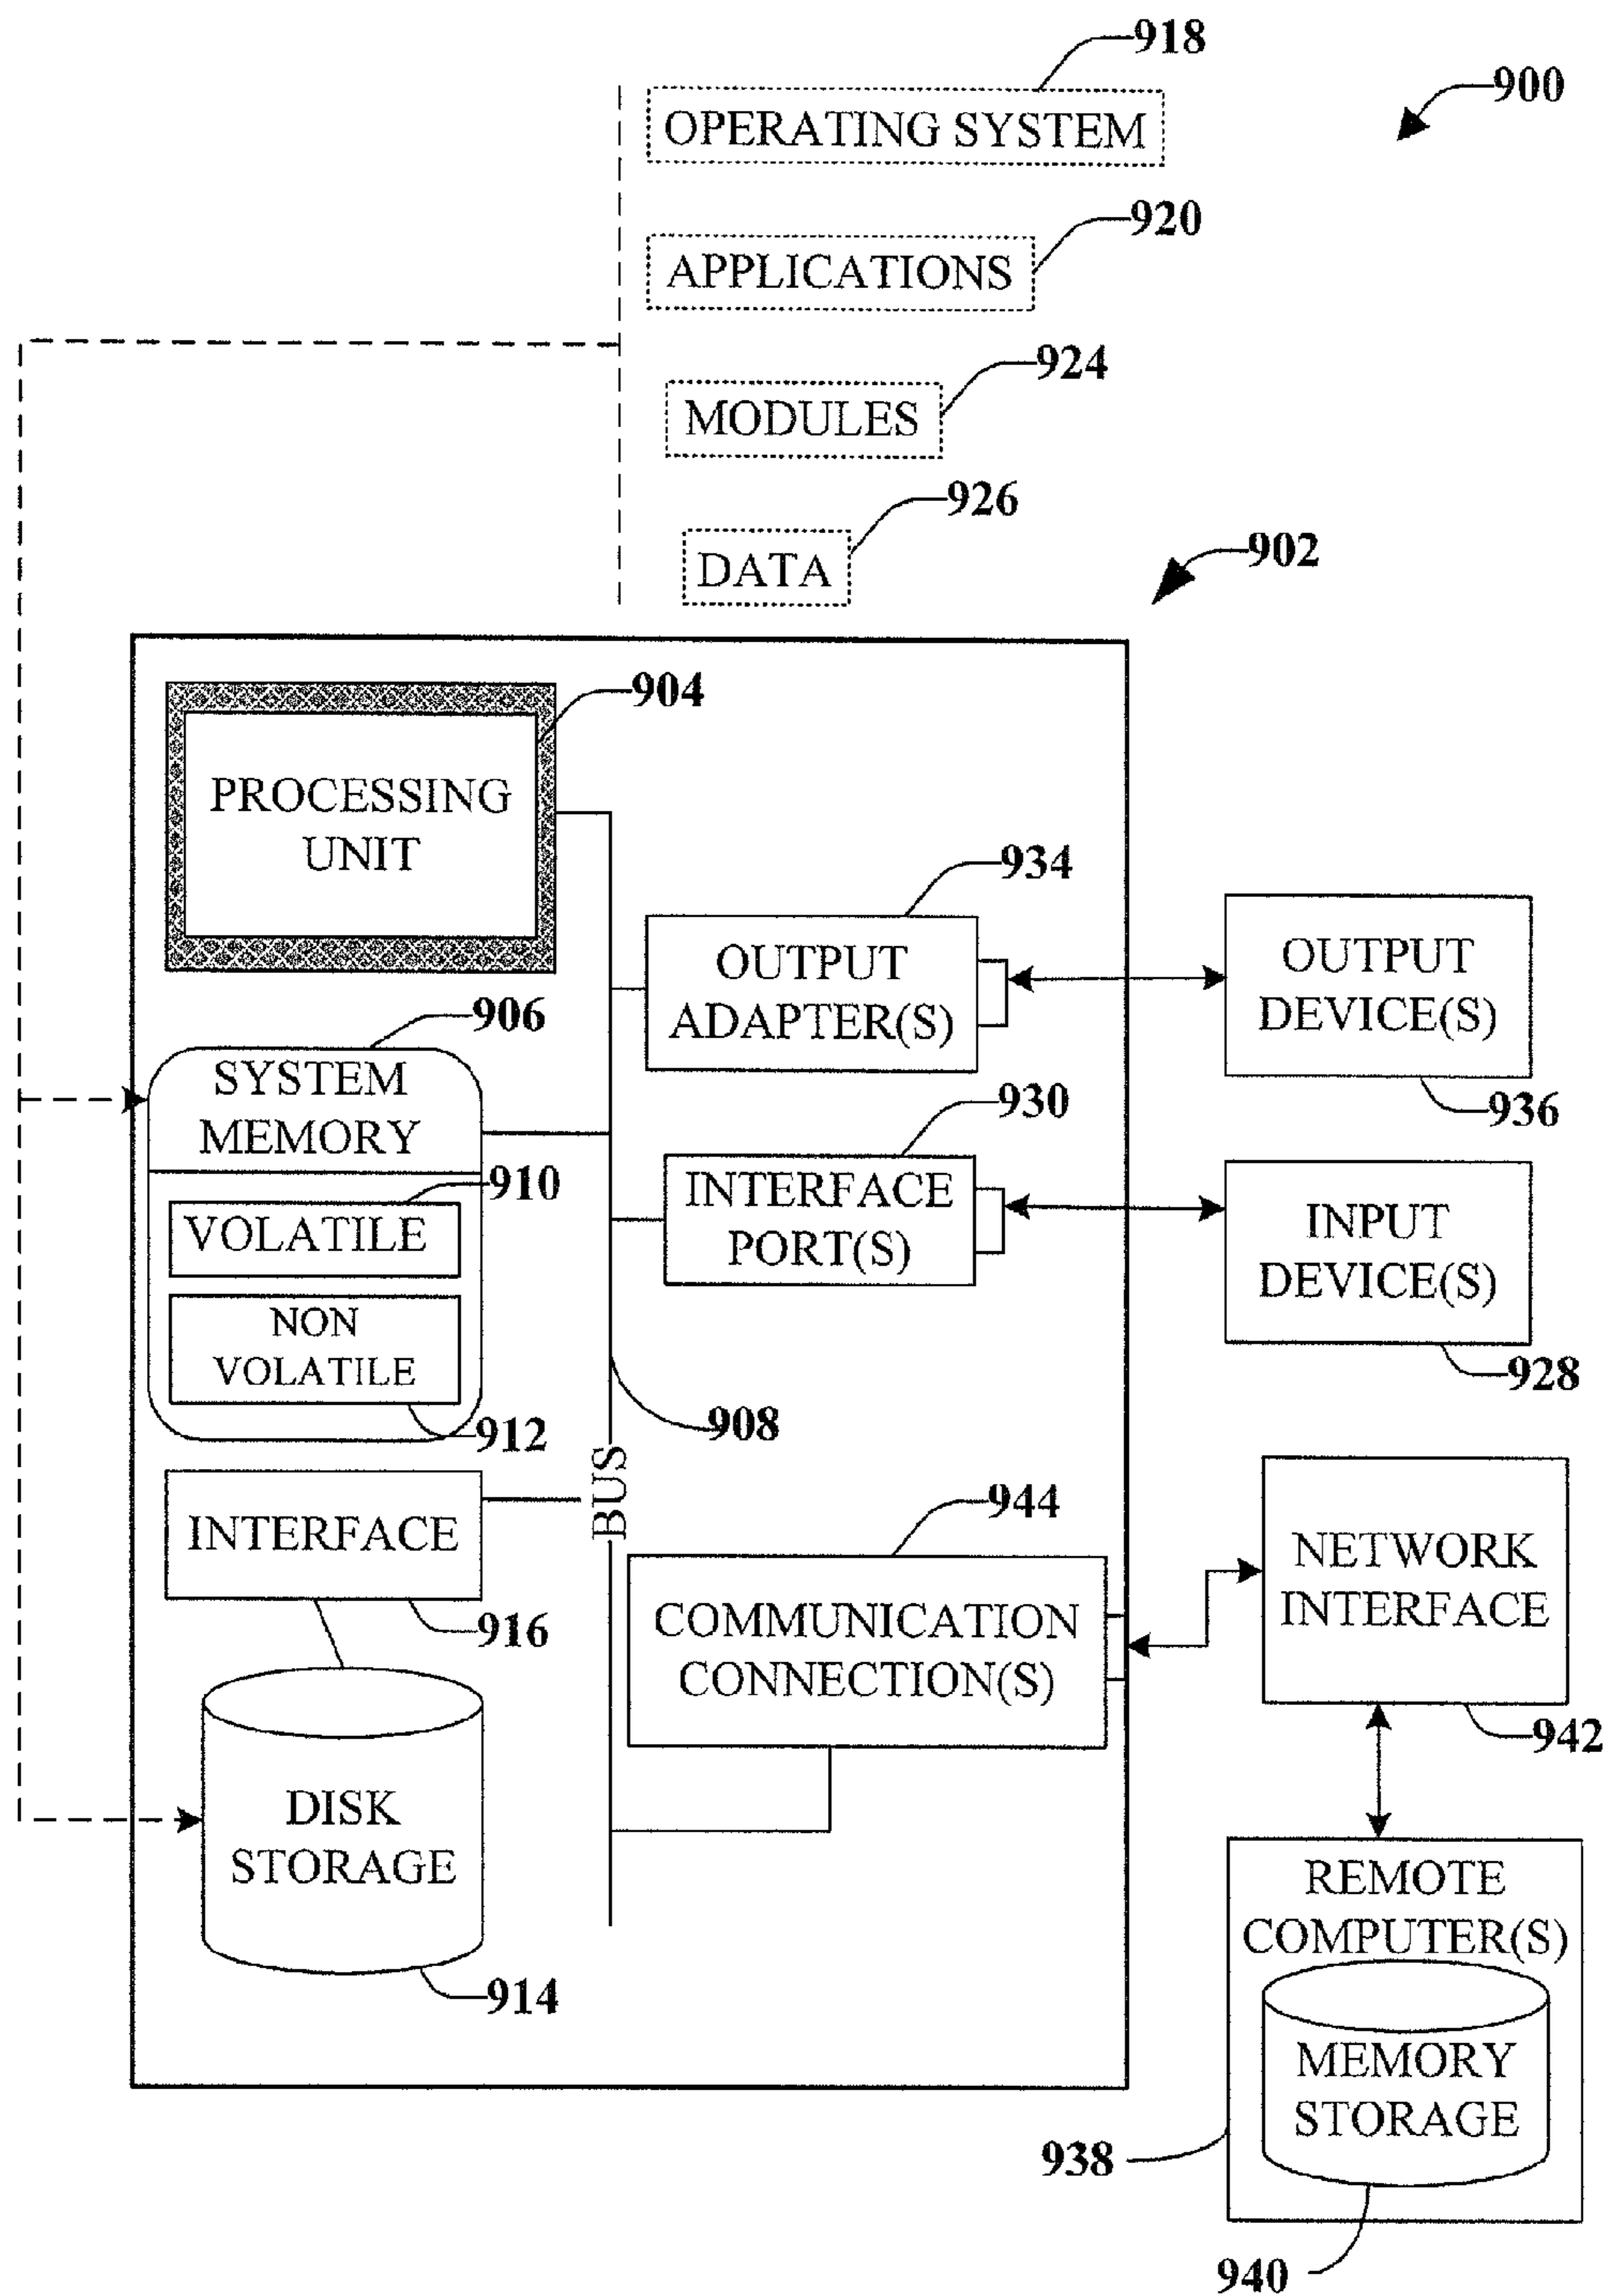 918
900
OPERATING SYSTEM
920
APPLICATIONS
924
MODULES
926
DATA
902
904
PROCESSING
UNIT
934
OUTPUT
ADAPTER(S)
OUTPUT
DEVICE(S)
936
906
SYSTEM
MEMORY
910
VOLATILE
NON
VOLATILE
912
930
INTERFACE
PORT(S)
INPUT
DEVICE(S)
928
908
BUS
INTERFACE
916
944
COMMUNICATION
CONNECTION(S)
NETWORK
INTERFACE
942
DISK
STORAGE
914
REMOTE
COMPUTER(S)
MEMORY
STORAGE
938
940